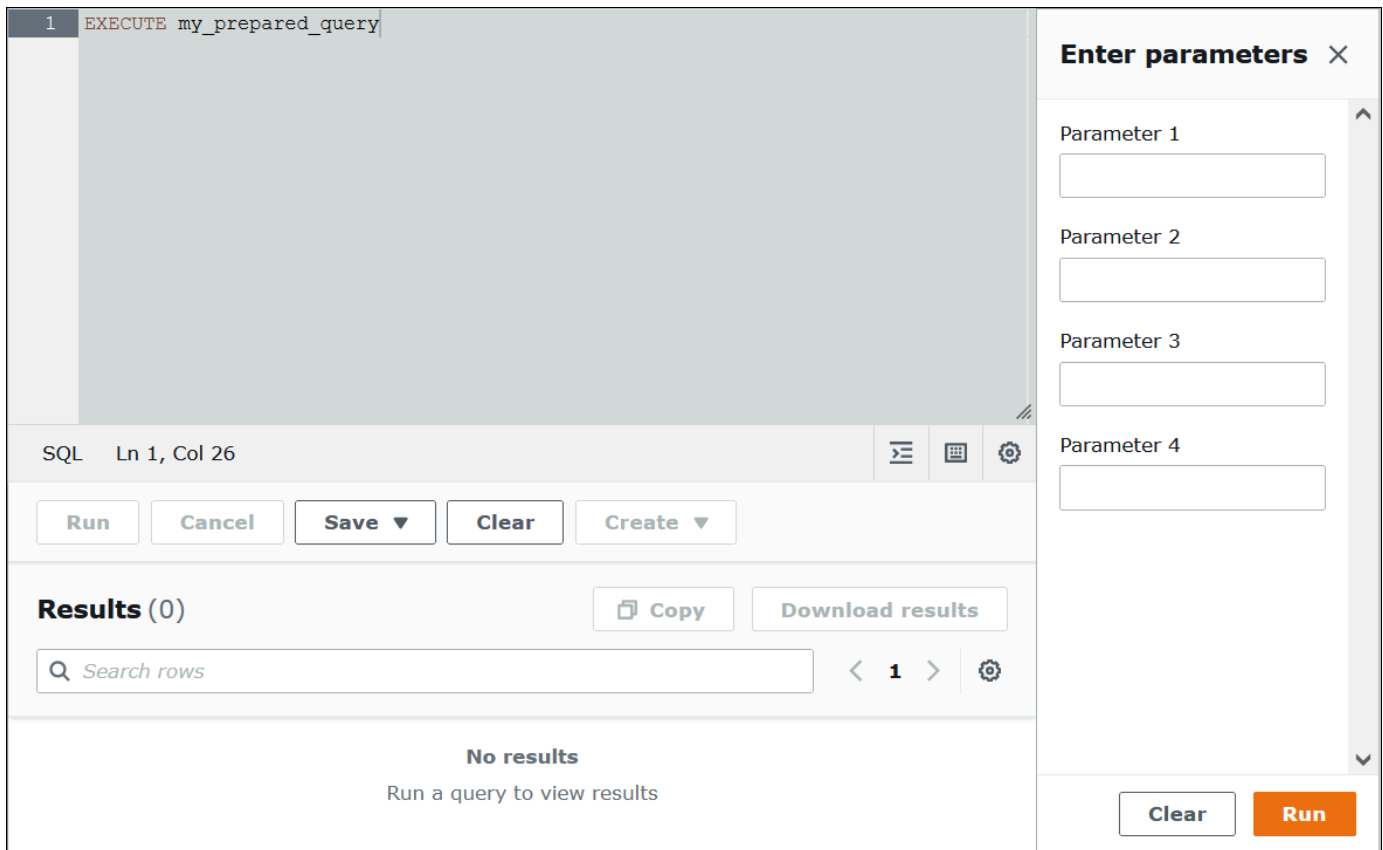 1 EXECUTE my_prepared_query
SQL Ln 1, Col 26
Run Cancel Save ▼ Clear Create ▼
Results (0) Copy Download results
Search rows < 1 >
No results
Run a query to view results
Enter parameters ×
Parameter 1
Parameter 2
Parameter 3
Parameter 4
Clear Run